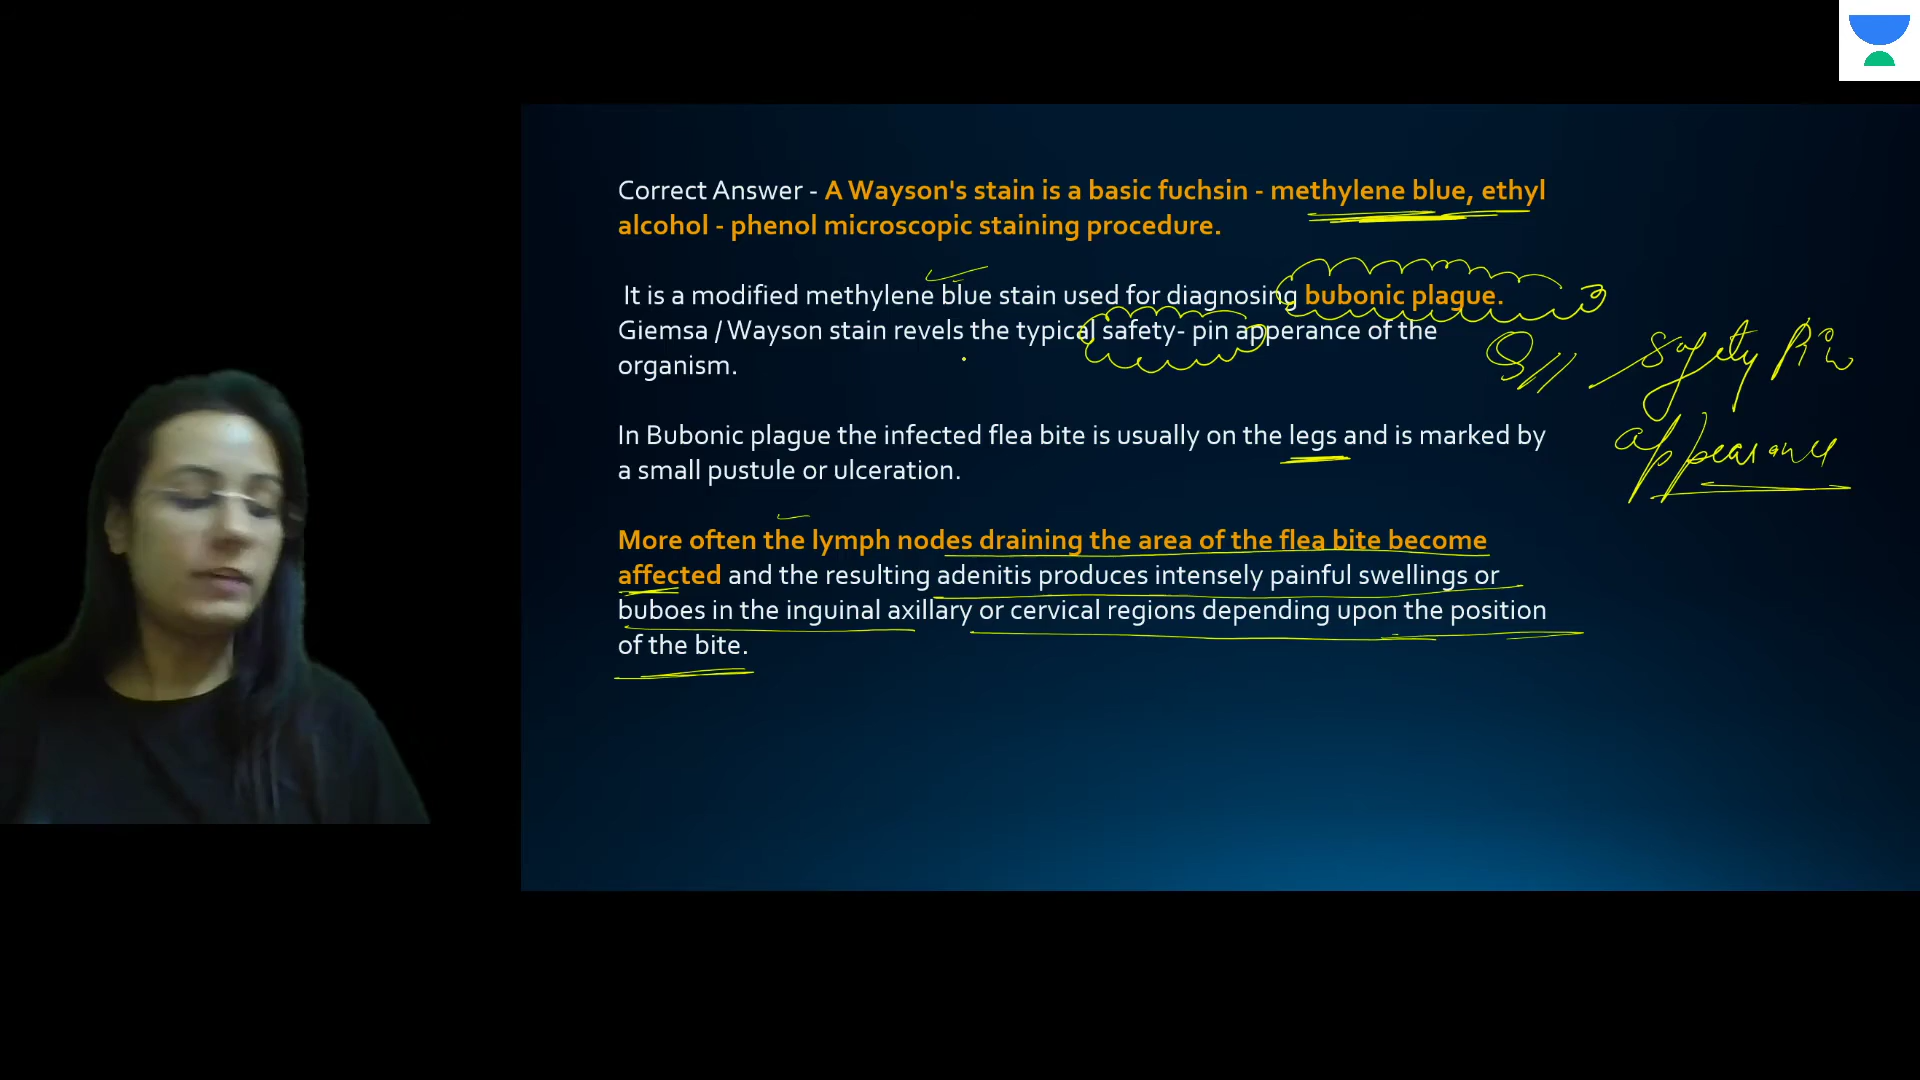 Correct Answer - A Wayson's stain is a basic fuchsin - methylene blue, ethyl
alcohol - phenol microscopic staining procedure.
It is a modified methylene blue stain used for diagnosing bubonic plague.
Giemsa / Wayson stain revels the typical safety- pin apperance of the
organism.
safety Pin
appearance
In Bubonic plague the infected flea bite is usually on the legs and is marked by
a small pustule or ulceration.
More often the lymph nodes draining the area of the flea bite become
affected and the resulting adenitis produces intensely painful swellings or
buboes in the inguinal axillary or cervical regions depending upon the position
of the bite.